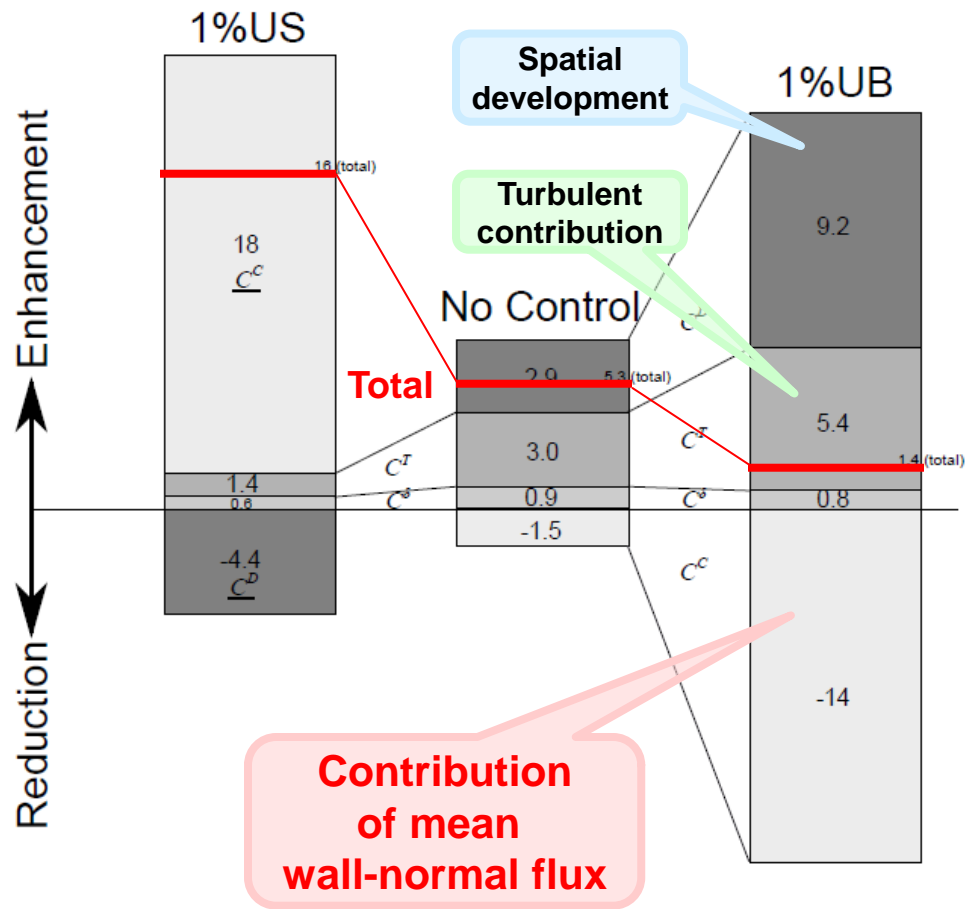 1%US
Spatial
development
1%UB
16 (total)
Turbulent
contribution
9.2
18
C^C
No Control
Enhancement
Total
2.9
5.3 (total)
5.4
C^T
3.0
C^T
1.4 (total)
1.4
0.6
C^δ
0.9
C^δ
0.8
-1.5
-4.4
C^D
C^C
Reduction
-14
Contribution
of mean
wall-normal flux